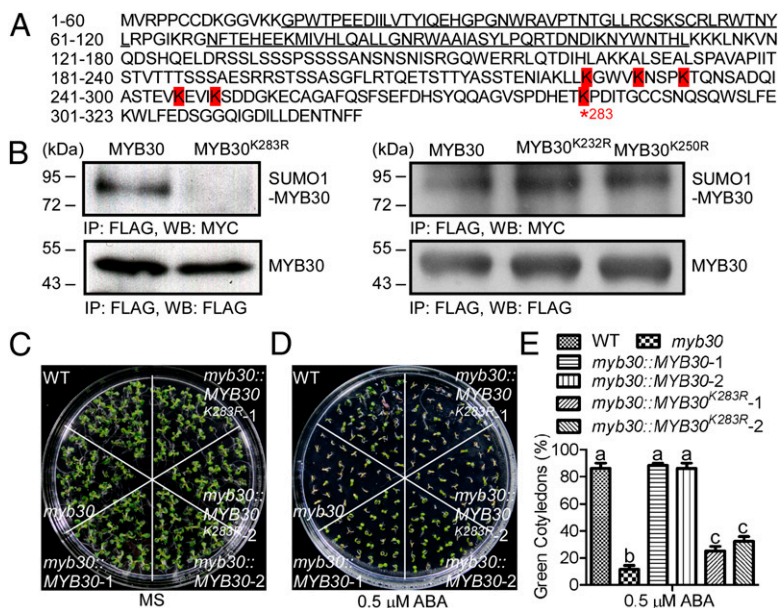 A
1-60 MVRPPCCDKGGVKKGPWTPEEDIILVTYIQEHGPGNWRAVPTNTGLLRCSKSCRLRWTNY
61-120 LRPGIKRGNFTEHEEKMIVHLQALLGNRWAAIASYLPQRTDNDIKNYWNTHLKKKLNKVN
121-180 QDSHQELDRSSLSSSPSSSSANSNSNISRGQWERRLQTDIHLAKKALSEALSPAVAPIIT
181-240 STVTTTSSSAESRRSTSSASGFLRTQETSTTYASSTENIAKLLKGWVKNSPKTQNSADQI
241-300 ASTEVKEVIKSDDGKECAGAFQSFSEFDHSYQQAGVSPDHETKPDITGCCSNQSQWSLFE
301-323 KWLFEDSGGQIGDILLDENTNFF
*283
B
(kDa) MYB30 MYB30K283R
95
72
SUMO1
-MYB30
IP: FLAG, WB: MYC
55
43
MYB30
IP: FLAG, WB: FLAG
(kDa) MYB30 MYB30K232R MYB30K250R
95
72
SUMO1
-MYB30
IP: FLAG, WB: MYC
55
43
MYB30
IP: FLAG, WB: FLAG
C
WT
myb30::
MYB30
K283R-1
myb30
myb30::
MYB30
K283R-2
myb30::
MYB30-1
myb30::
MYB30-2
MS
D
WT
myb30::
MYB30
K283R-1
myb30
myb30::
MYB30
K283R-2
myb30::
MYB30-1
myb30::
MYB30-2
0.5 µM ABA
E
WT myb30
myb30::MYB30-1
myb30::MYB30-2
myb30::MYB30K283R-1
myb30::MYB30K283R-2
Green Cotyledons (%)
100
80
60
40
20
0
a b a a c c
0.5 µM ABA